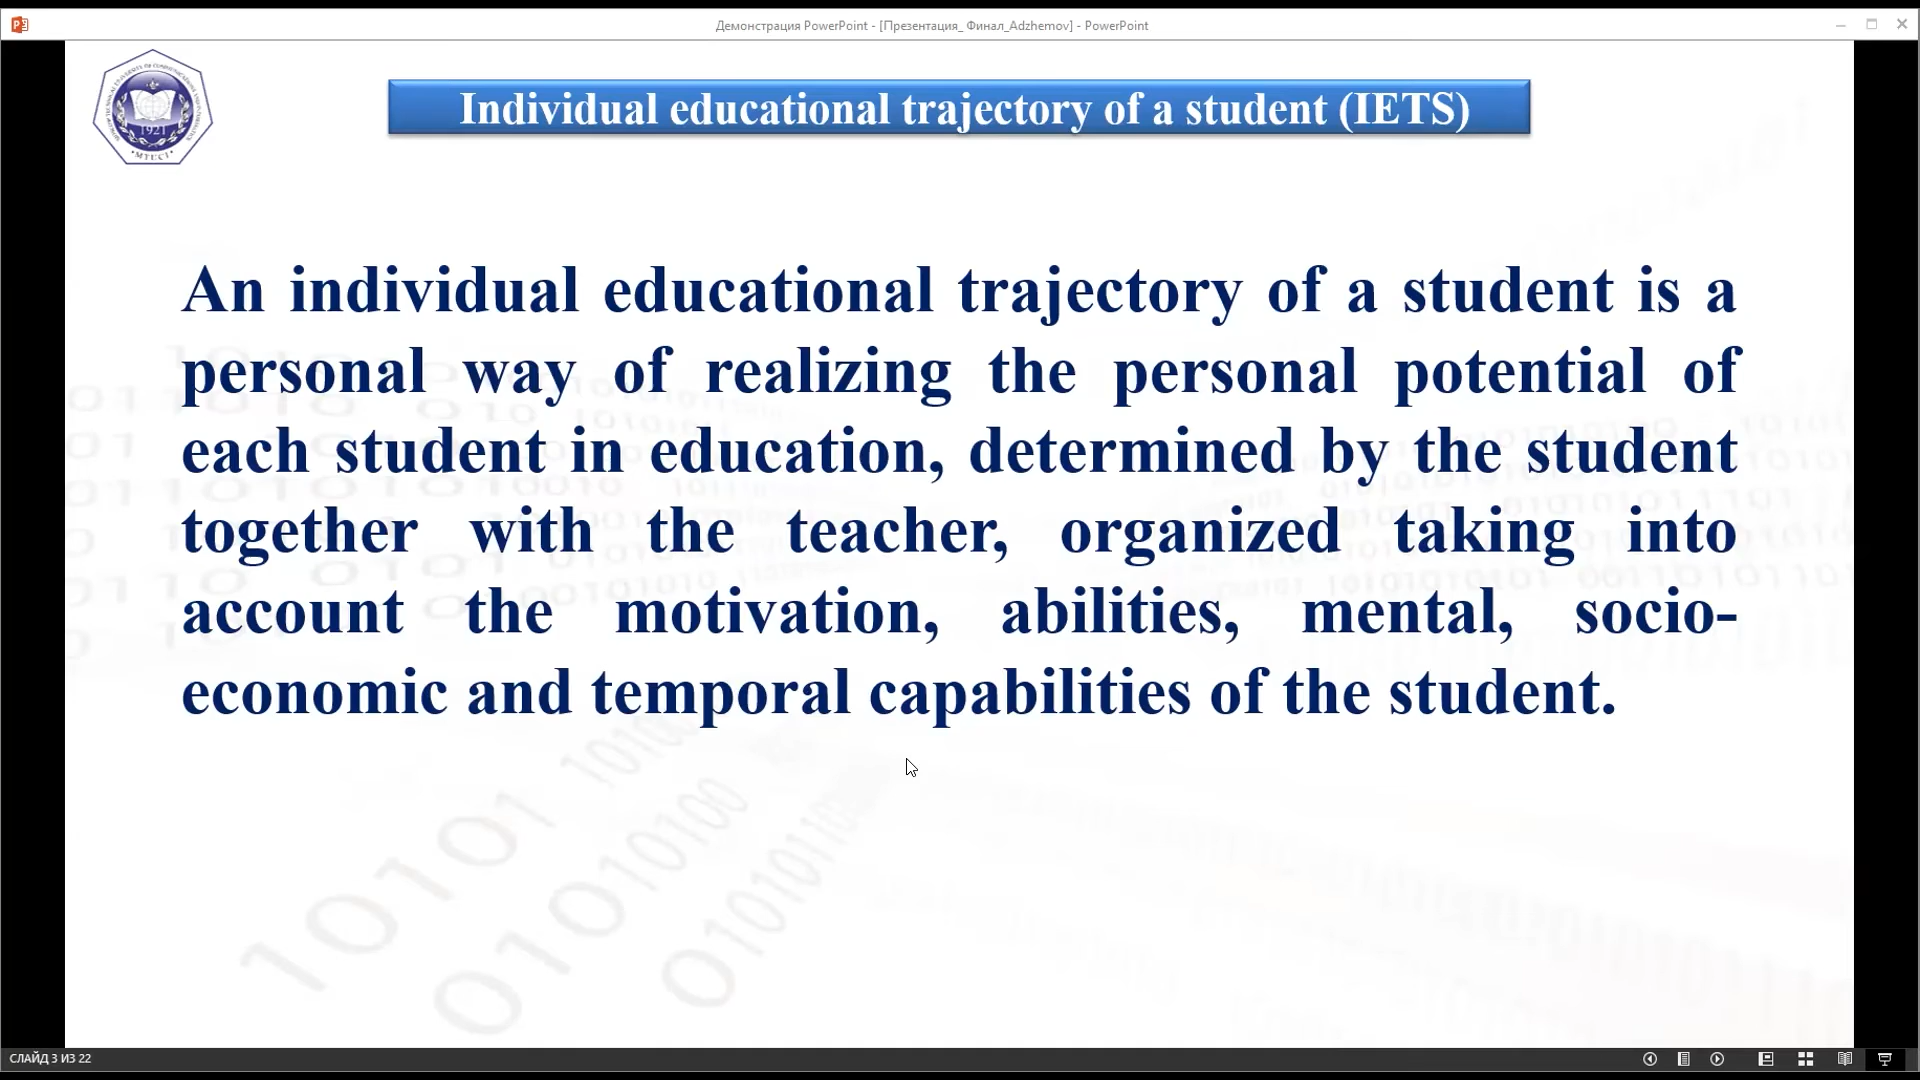 Демонстрация PowerPoint - [Презентация_ Финал_Adzhemov] - PowerPoint
1921
MTUCI
Individual educational trajectory of a student (IETS)
An individual educational trajectory of a student is a
personal way of realizing the personal potential of
each student in education, determined by the student
together with the teacher, organized taking into
account the motivation, abilities, mental, socio-
economic and temporal capabilities of the student.
СЛАЙД 3 ИЗ 22